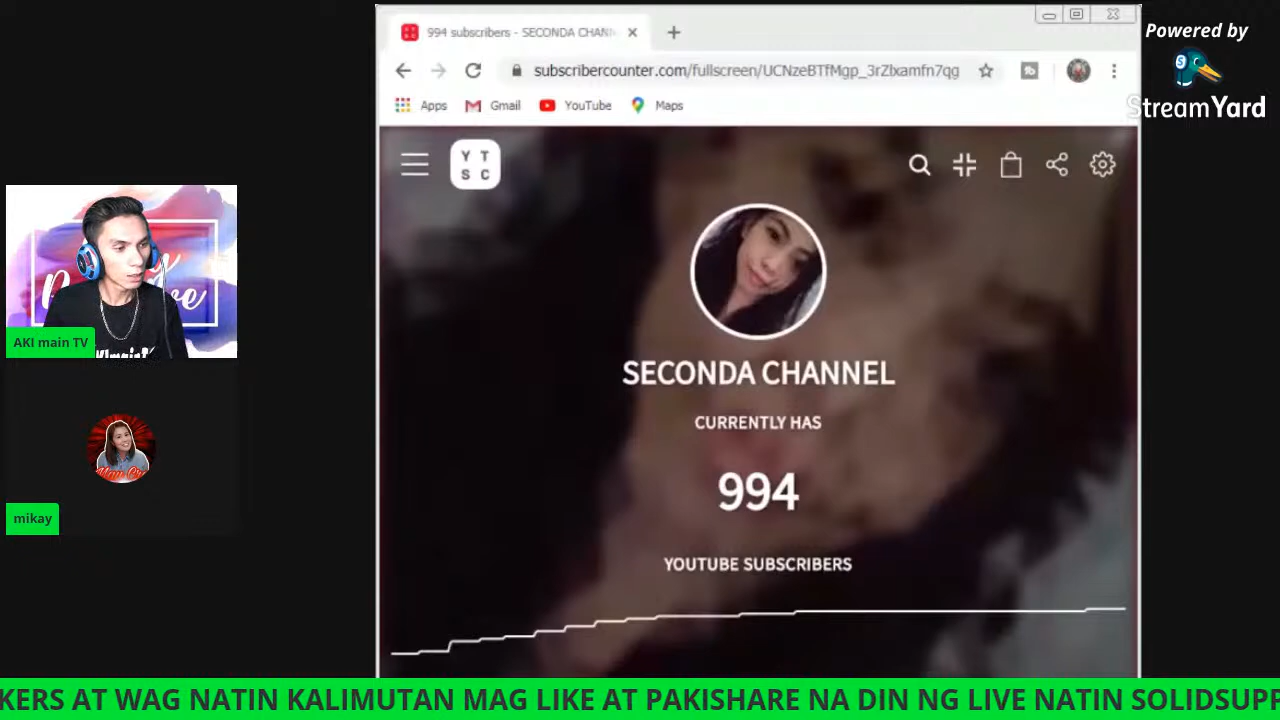 994 subscribers - SECONDA CHANN
Powered by
StreamYard
subscribercounter.com/fullscreen/UCNzeBTfMgp_3rZlxamfn7qg
Apps Gmail YouTube Maps
Y T
S C
AKI main TV
SECONDA CHANNEL
CURRENTLY HAS
994
YOUTUBE SUBSCRIBERS
mikay
KERS AT WAG NATIN KALIMUTAN MAG LIKE AT PAKISHARE NA DIN NG LIVE NATIN SOLIDSUPP